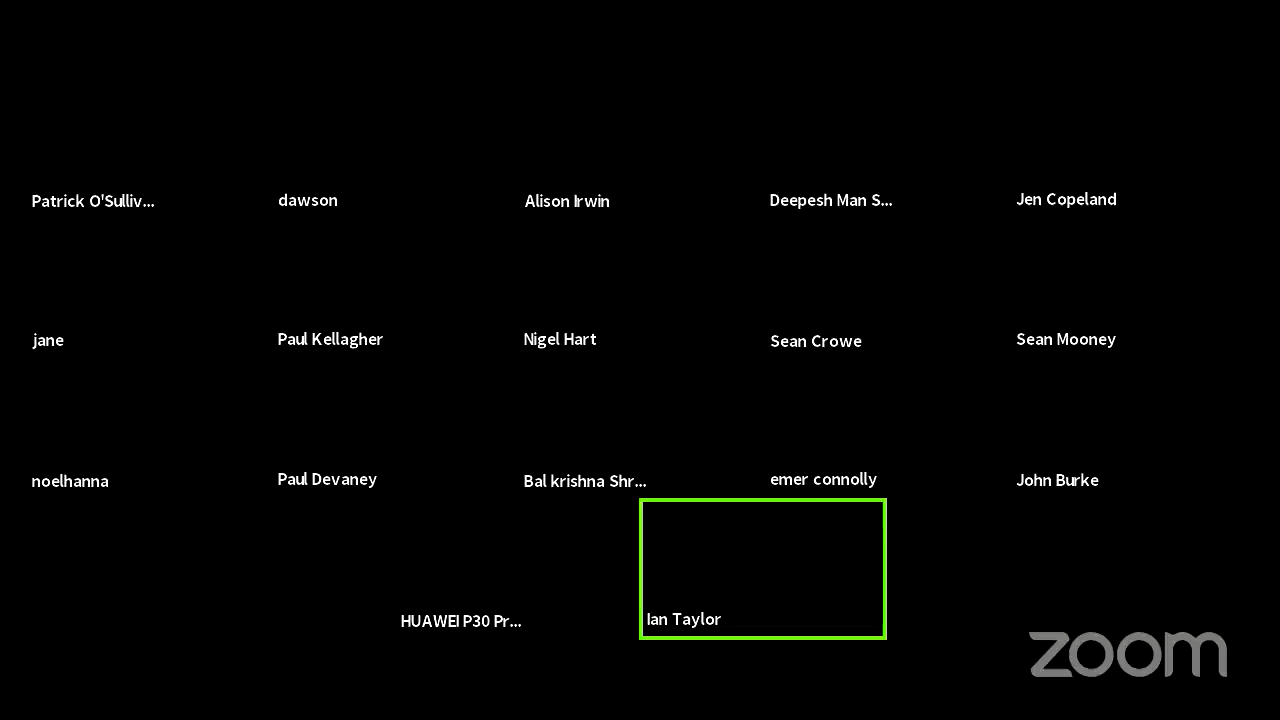 Patrick O'Sulliv...
dawson
Alison Irwin
Deepesh Man S...
Jen Copeland
jane
Paul Kellagher
Nigel Hart
Sean Crowe
Sean Mooney
noelhanna
Paul Devaney
Bal krishna Shr...
emer connolly
John Burke
HUAWEI P30 Pr...
Ian Taylor
zoom